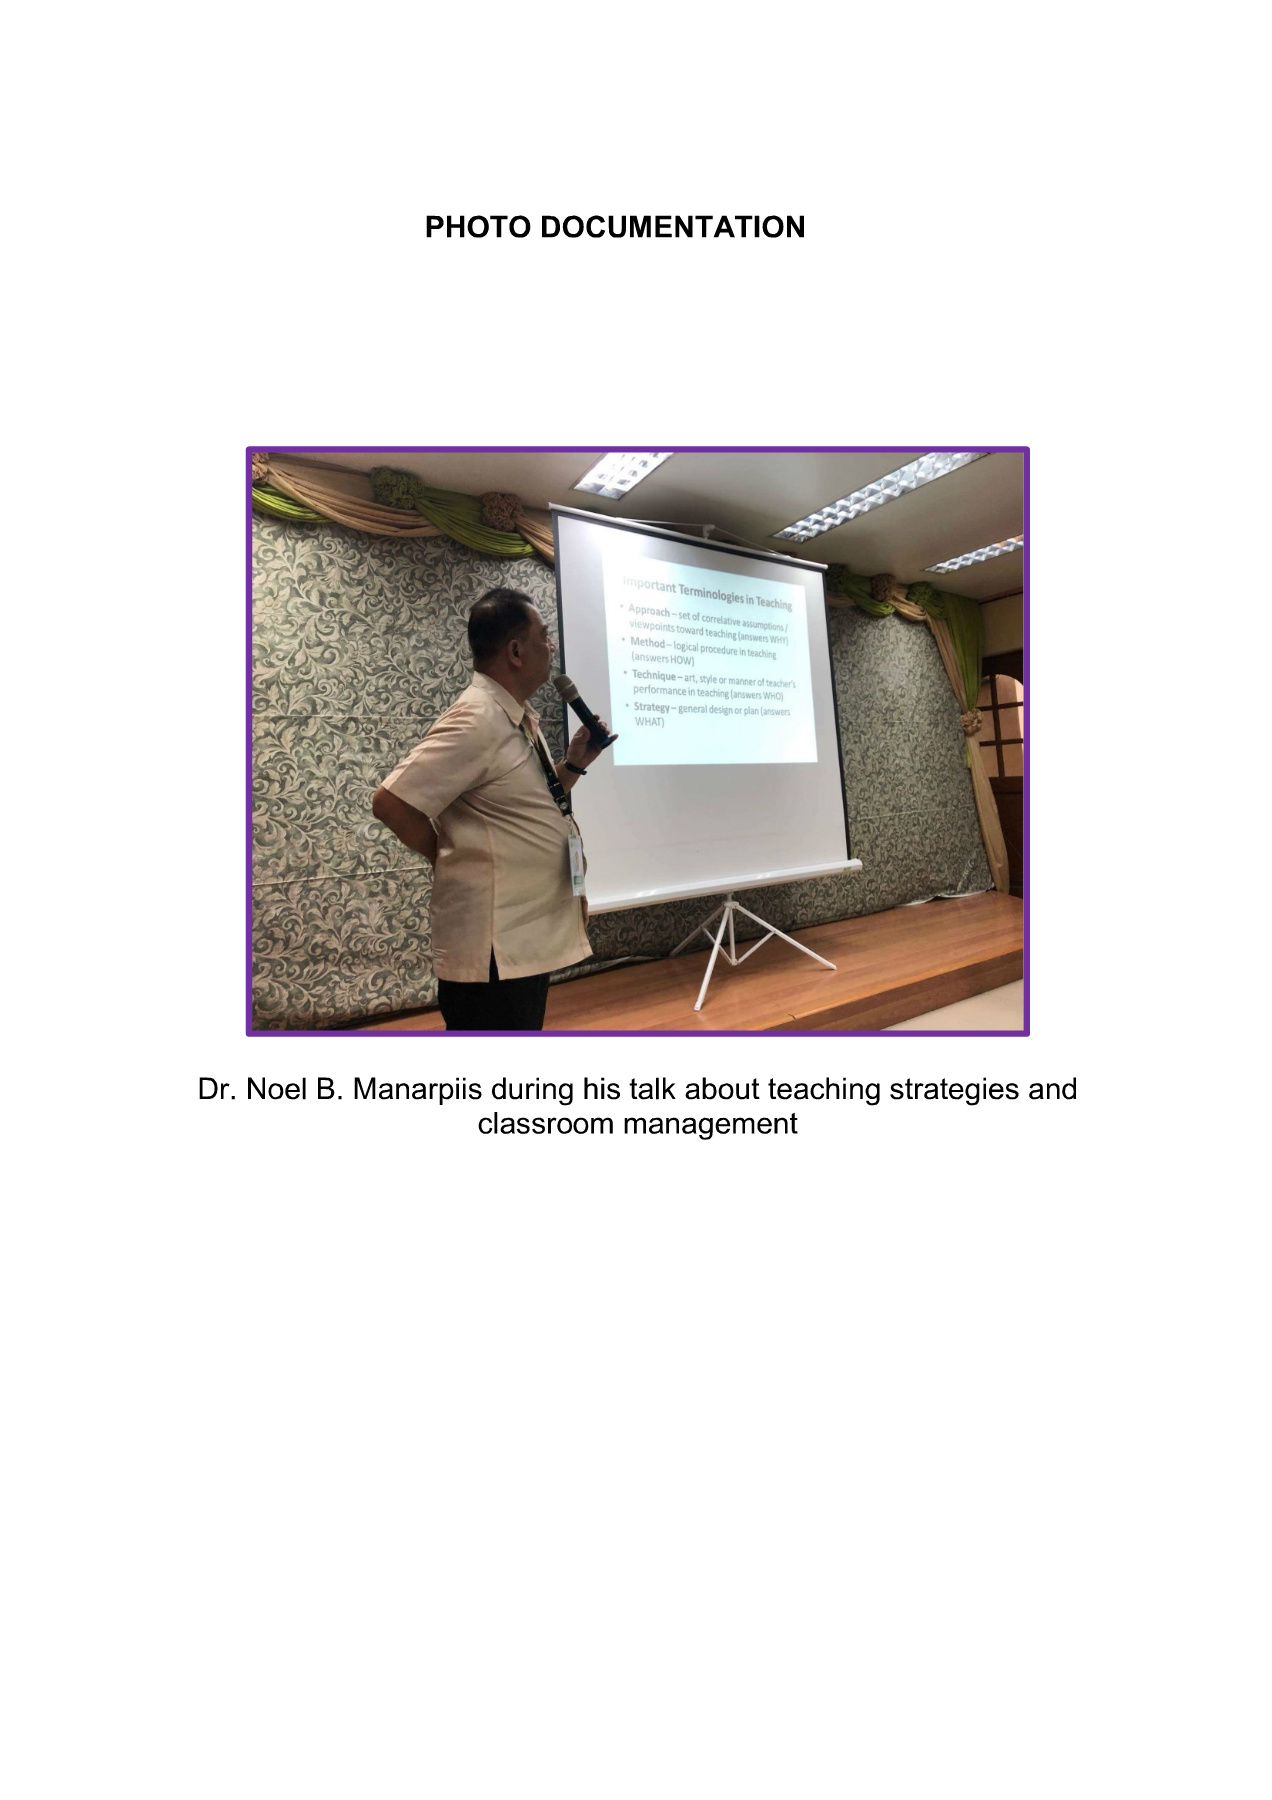 PHOTO DOCUMENTATION
Important Terminologies in Teaching
• Approach – set of correlative assumptions /
viewpoints toward teaching (answers WHY)
• Method – logical procedure in teaching
(answers HOW)
• Technique – art, style or manner of teacher's
performance in teaching (answers WHO)
• Strategy – general design or plan (answers
WHAT)
Dr. Noel B. Manarpiis during his talk about teaching strategies and
classroom management